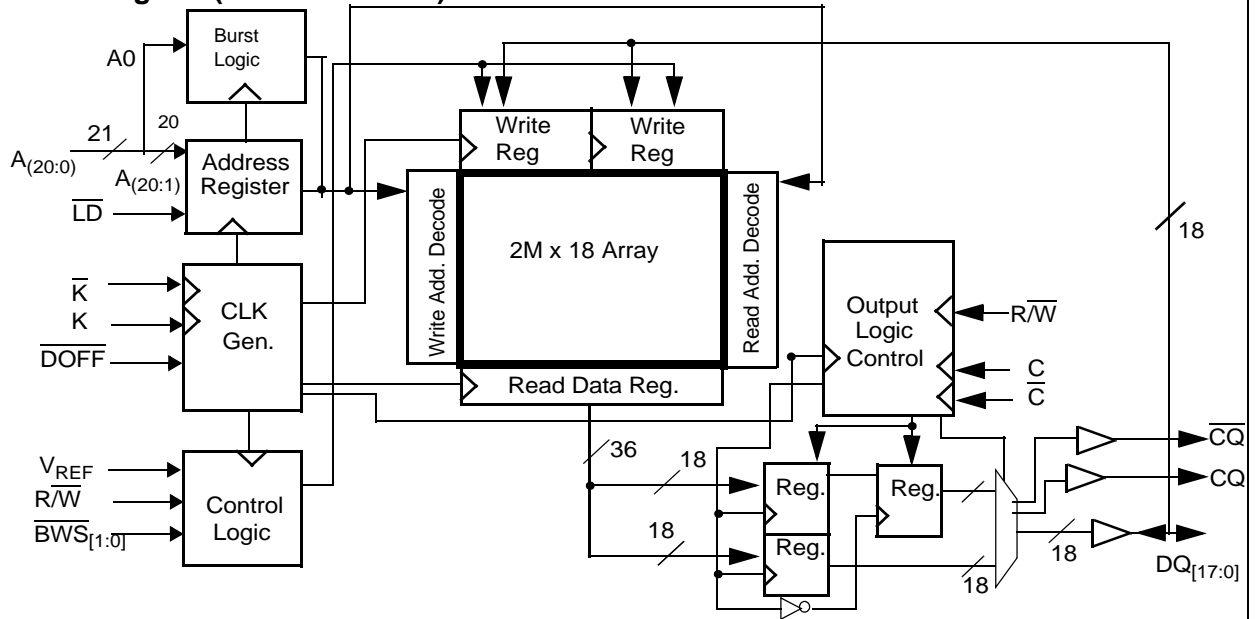 Burst
Logic
A0
21
20
A(20:0)
A(20:1)
Address
Register
LD
K
K
DOFF
CLK
Gen.
VREF
R/W
BWS[1:0]
Control
Logic
Write
Reg
Write
Reg
Write Add. Decode
2M x 18 Array
Read Add. Decode
Read Data Reg.
36
18
18
Output
Logic
Control
R/W
C
C
Reg.
Reg.
Reg.
18
18
18
CQ
CQ
DQ[17:0]